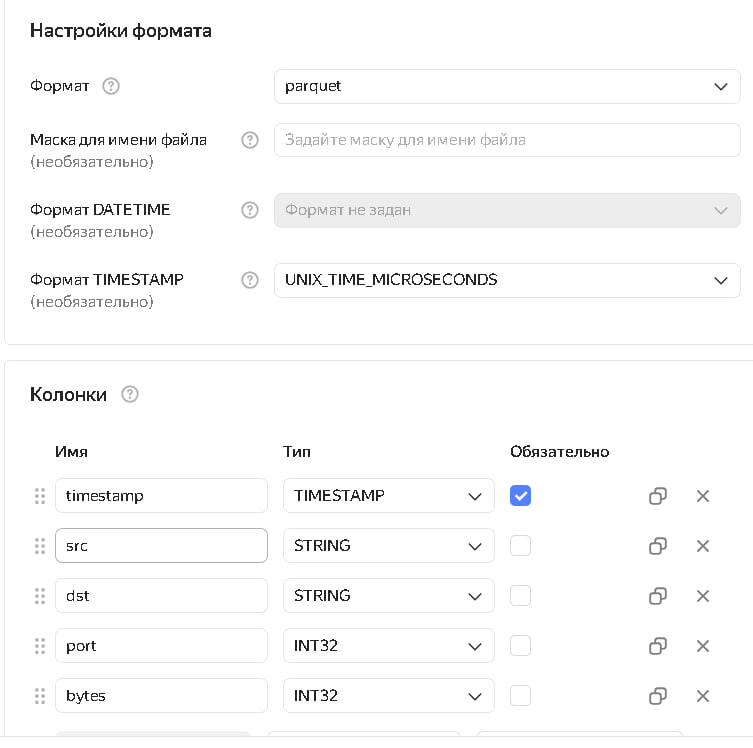 Настройки формата
Формат
parquet
Маска для имени файла
(необязательно)
Задайте маску для имени файла
Формат DATETIME
(необязательно)
Формат не задан
Формат TIMESTAMP
(необязательно)
UNIX_TIME_MICROSECONDS
Колонки
Имя Тип Обязательно
timestamp TIMESTAMP
src STRING
dst STRING
port INT32
bytes INT32